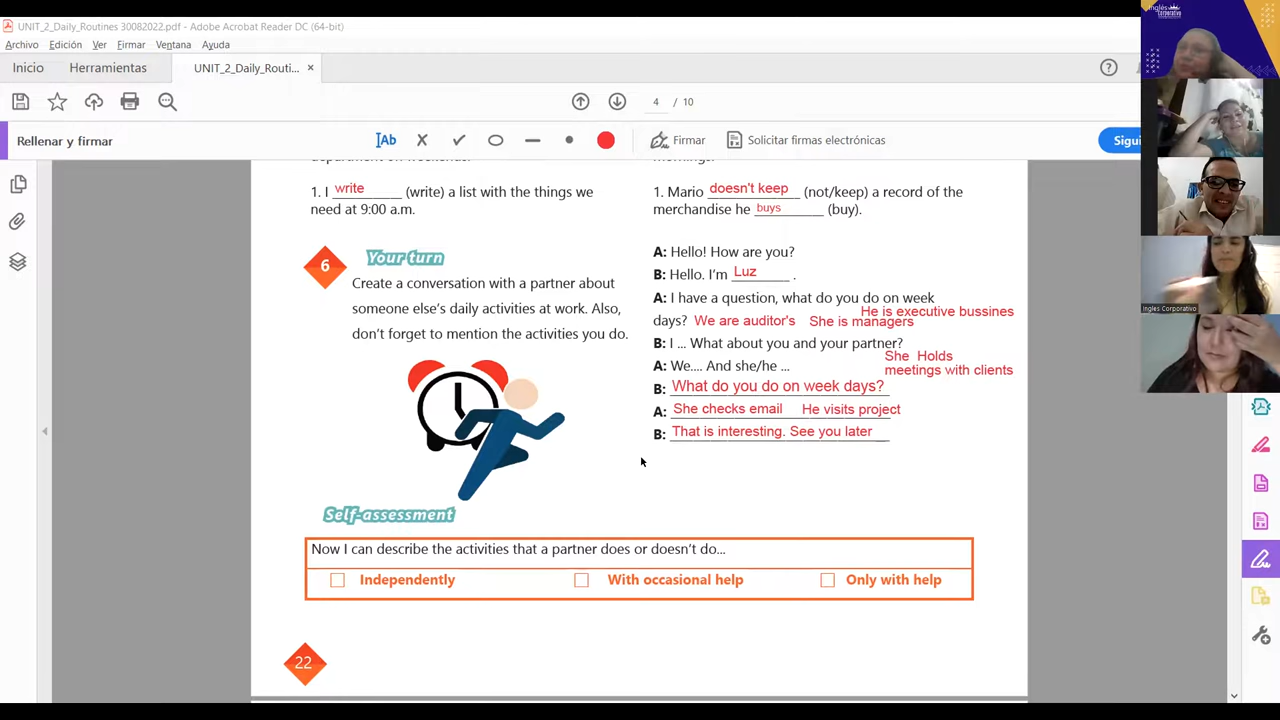 UNIT_2_Daily_Routines 30082022.pdf - Adobe Acrobat Reader DC (64-bit)
Archivo Edición Ver Firmar Ventana Ayuda
Inicio Herramientas UNIT_2_Daily_Routi... ×
4 / 10
Rellenar y firmar
Ab
Firmar
Solicitar firmas electrónicas
Sigui
1. I write (write) a list with the things we
need at 9:00 a.m.
6
Your turn
Create a conversation with a partner about
someone else's daily activities at work. Also,
don't forget to mention the activities you do.
mornings.
1. Mario doesn't keep (not/keep) a record of the
merchandise he buys (buy).
A: Hello! How are you?
B: Hello. I'm Luz .
A: I have a question, what do you do on week
He is executive bussines
days? We are auditor's She is managers
B: I ... What about you and your partner?
She Holds
A: We.... And she/he ...
meetings with clients
B: What do you do on week days?
A: She checks email He visits project
B: That is interesting. See you later
Self-assessment
Now I can describe the activities that a partner does or doesn't do...
Independently With occasional help Only with help
22
Inglés
Corporativo
Ingles Corporativo